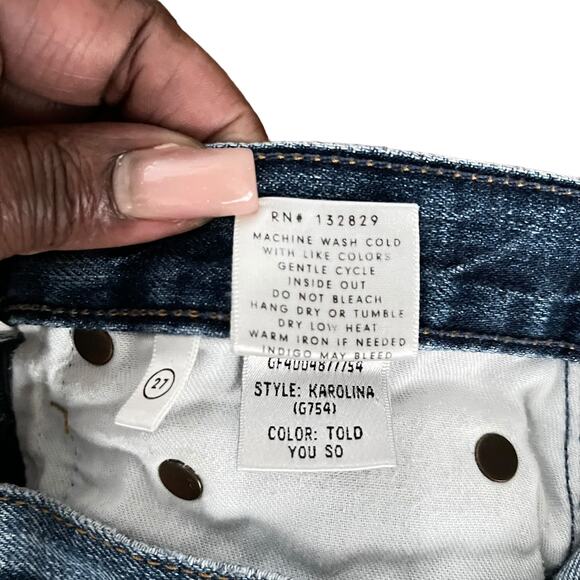 RN# 132829
MACHINE WASH COLD
WITH LIKE COLORS
GENTLE CYCLE
INSIDE OUT
DO NOT BLEACH
HANG DRY OR TUMBLE
DRY LOW HEAT
WARM IRON IF NEEDED
INDIGO MAY BLEED
GF4004877754
STYLE: KAROLINA
(G754)
COLOR: TOLD
YOU SO
27